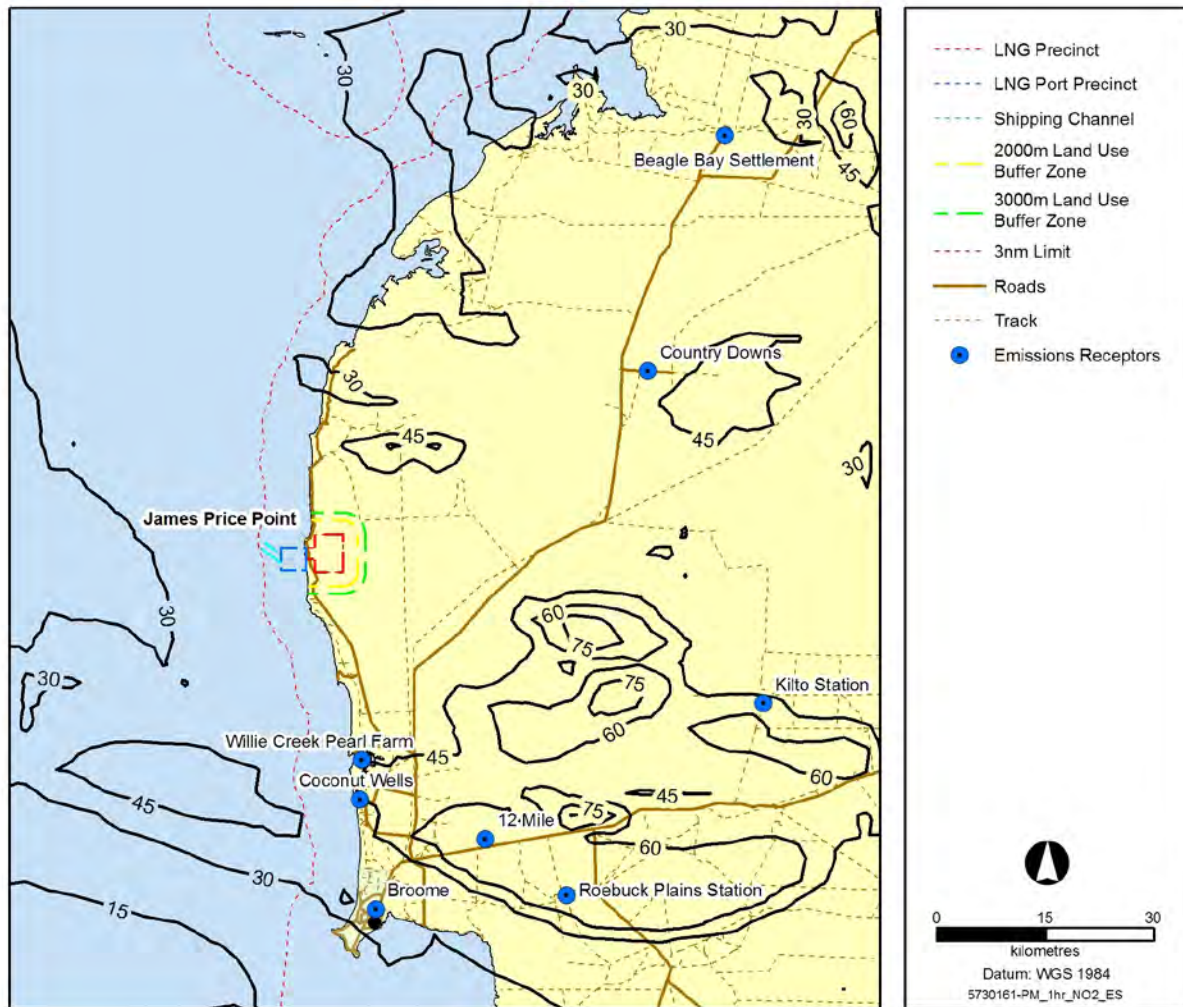 30
30
30
30
60
45
Beagle Bay Settlement
Country Downs
30
45
45
30
James Price Point
30
60
75
30
75
Kilto Station
60
Willie Creek Pearl Farm
45
60
Coconut Wells
45
45
75
12 Mile
60
30
Broome
Roebuck Plains Station
15
LNG Precinct
LNG Port Precinct
Shipping Channel
2000m Land Use
Buffer Zone
3000m Land Use
Buffer Zone
3nm Limit
Roads
Track
Emissions Receptors
0 15 30
kilometres
Datum: WGS 1984
5730161-PM_1hr_NO2_ES